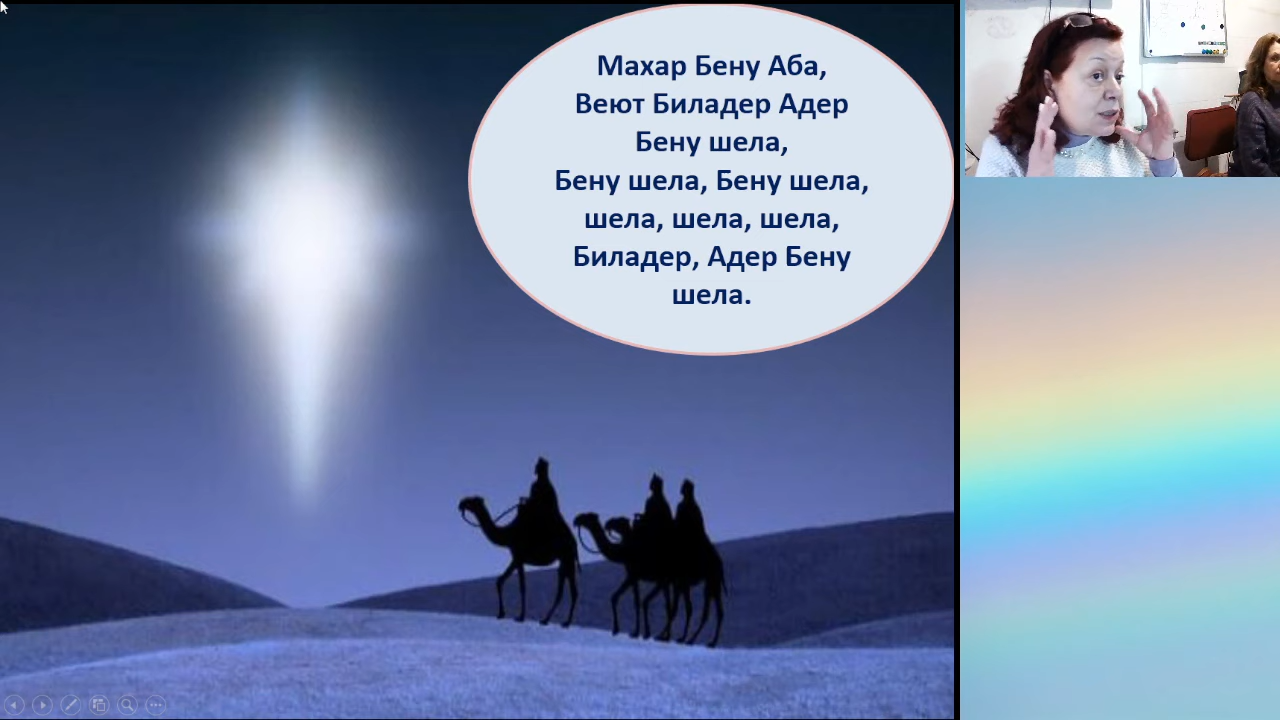 Махар Бену Аба,
Веют Биладер Адер
Бену шела,
Бену шела, Бену шела,
шела, шела, шела,
Биладер, Адер Бену
шела.